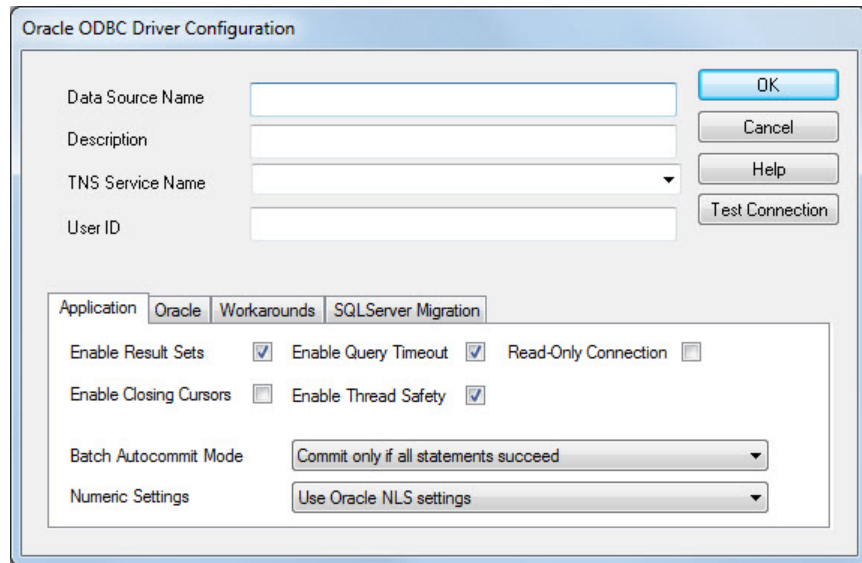 Oracle ODBC Driver Configuration
Data Source Name
OK
Description
Cancel
TNS Service Name
Help
User ID
Test Connection
Application Oracle Workarounds SQLServer Migration
Enable Result Sets Enable Query Timeout Read-Only Connection
Enable Closing Cursors Enable Thread Safety
Batch Autocommit Mode Commit only if all statements succeed
Numeric Settings Use Oracle NLS settings